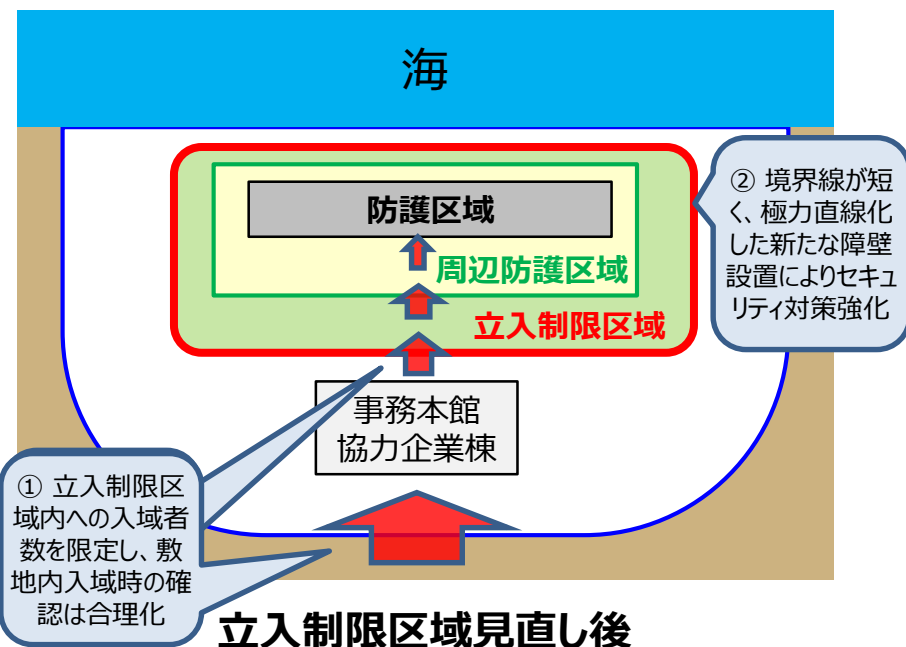 海
防護区域
周辺防護区域
立入制限区域
② 境界線が短
く、極力直線化
した新たな障壁
設置によりセキュ
リティ対策強化
事務本館
協力企業棟
① 立入制限区
域内への入域者
数を限定し、敷
地内入域時の確
認は合理化
立入制限区域見直し後